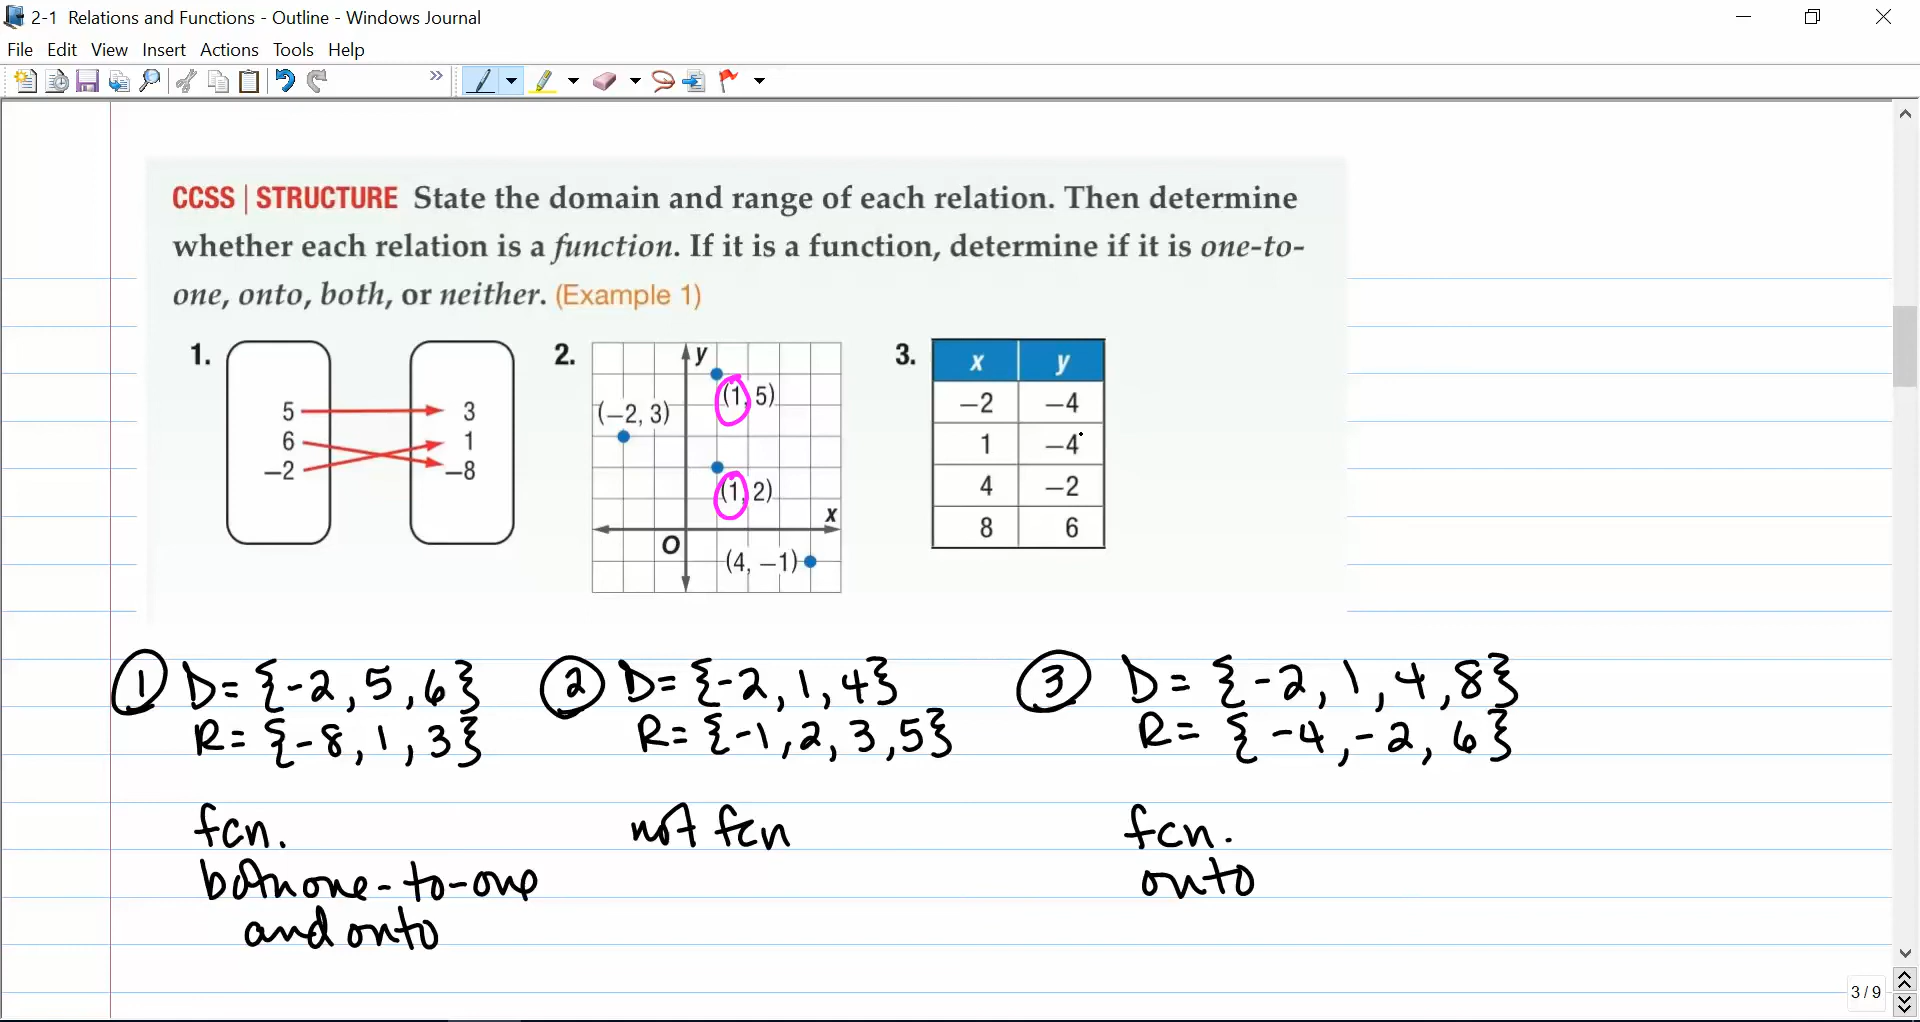 2-1 Relations and Functions - Outline - Windows Journal
File Edit View Insert Actions Tools Help
CCSS | STRUCTURE State the domain and range of each relation. Then determine
whether each relation is a function. If it is a function, determine if it is one-to-
one, onto, both, or neither. (Example 1)
1.
5 3
6 1
−2 −8
2.
y
(1, 5)
(−2, 3)
(1, 2)
x
O
(4, −1)
3.
x y
−2 −4
1 −4
4 −2
8 6
1 D = {-2, 5, 6}
R = {-8, 1, 3}
fcn.
both one-to-one
and onto
2 D = {-2, 1, 4}
R = {-1, 2, 3, 5}
not fcn
3 D = {-2, 1, 4, 8}
R = {-4, -2, 6}
fcn.
onto
3 / 9